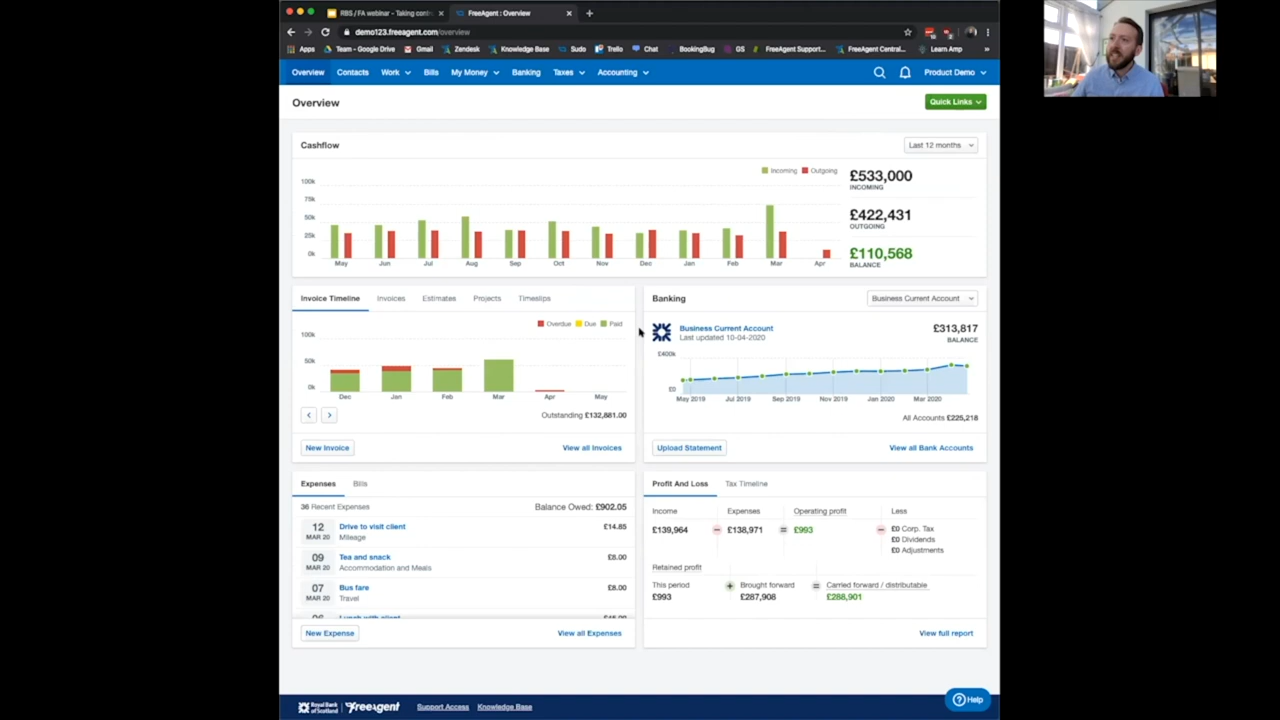 RBS / FA webinar - Taking contr
FreeAgent : Overview
demo123.freeagent.com/overview
Apps
Team - Google Drive
Gmail
Zendesk
Knowledge Base
Sudo
Trello
Chat
BookingBug
GS
FreeAgent Support...
FreeAgent Central...
Learn Amp
Overview
Contacts
Work
Bills
My Money
Banking
Taxes
Accounting
Product Demo
Overview
Quick Links
Cashflow
Last 12 months
Incoming
Outgoing
100k
75k
50k
25k
0k
May Jun Jul Aug Sep Oct Nov Dec Jan Feb Mar Apr
£533,000
INCOMING
£422,431
OUTGOING
£110,568
BALANCE
Invoice Timeline
Invoices
Estimates
Projects
Timeslips
Overdue
Due
Paid
100k
50k
0k
Dec Jan Feb Mar Apr May
Outstanding £132,881.00
New Invoice
View all Invoices
Banking
Business Current Account
Business Current Account
Last updated 10-04-2020
£313,817
BALANCE
£400k
£0
May 2019 Jul 2019 Sep 2019 Nov 2019 Jan 2020 Mar 2020
All Accounts £225,218
Upload Statement
View all Bank Accounts
Expenses
Bills
36 Recent Expenses
Balance Owed: £902.05
12 Drive to visit client £14.85
MAR 20 Mileage
09 Tea and snack £8.00
MAR 20 Accommodation and Meals
07 Bus fare £8.00
MAR 20 Travel
Lunch with client
New Expense
View all Expenses
Profit And Loss
Tax Timeline
Income Expenses Operating profit Less
£139,964 £138,971 = £993
£0 Corp. Tax
£0 Dividends
£0 Adjustments
Retained profit
This period Brought forward = Carried forward / distributable
£993 £287,908 £288,901
View full report
Royal Bank
of Scotland
freeagent
Support Access
Knowledge Base
Help